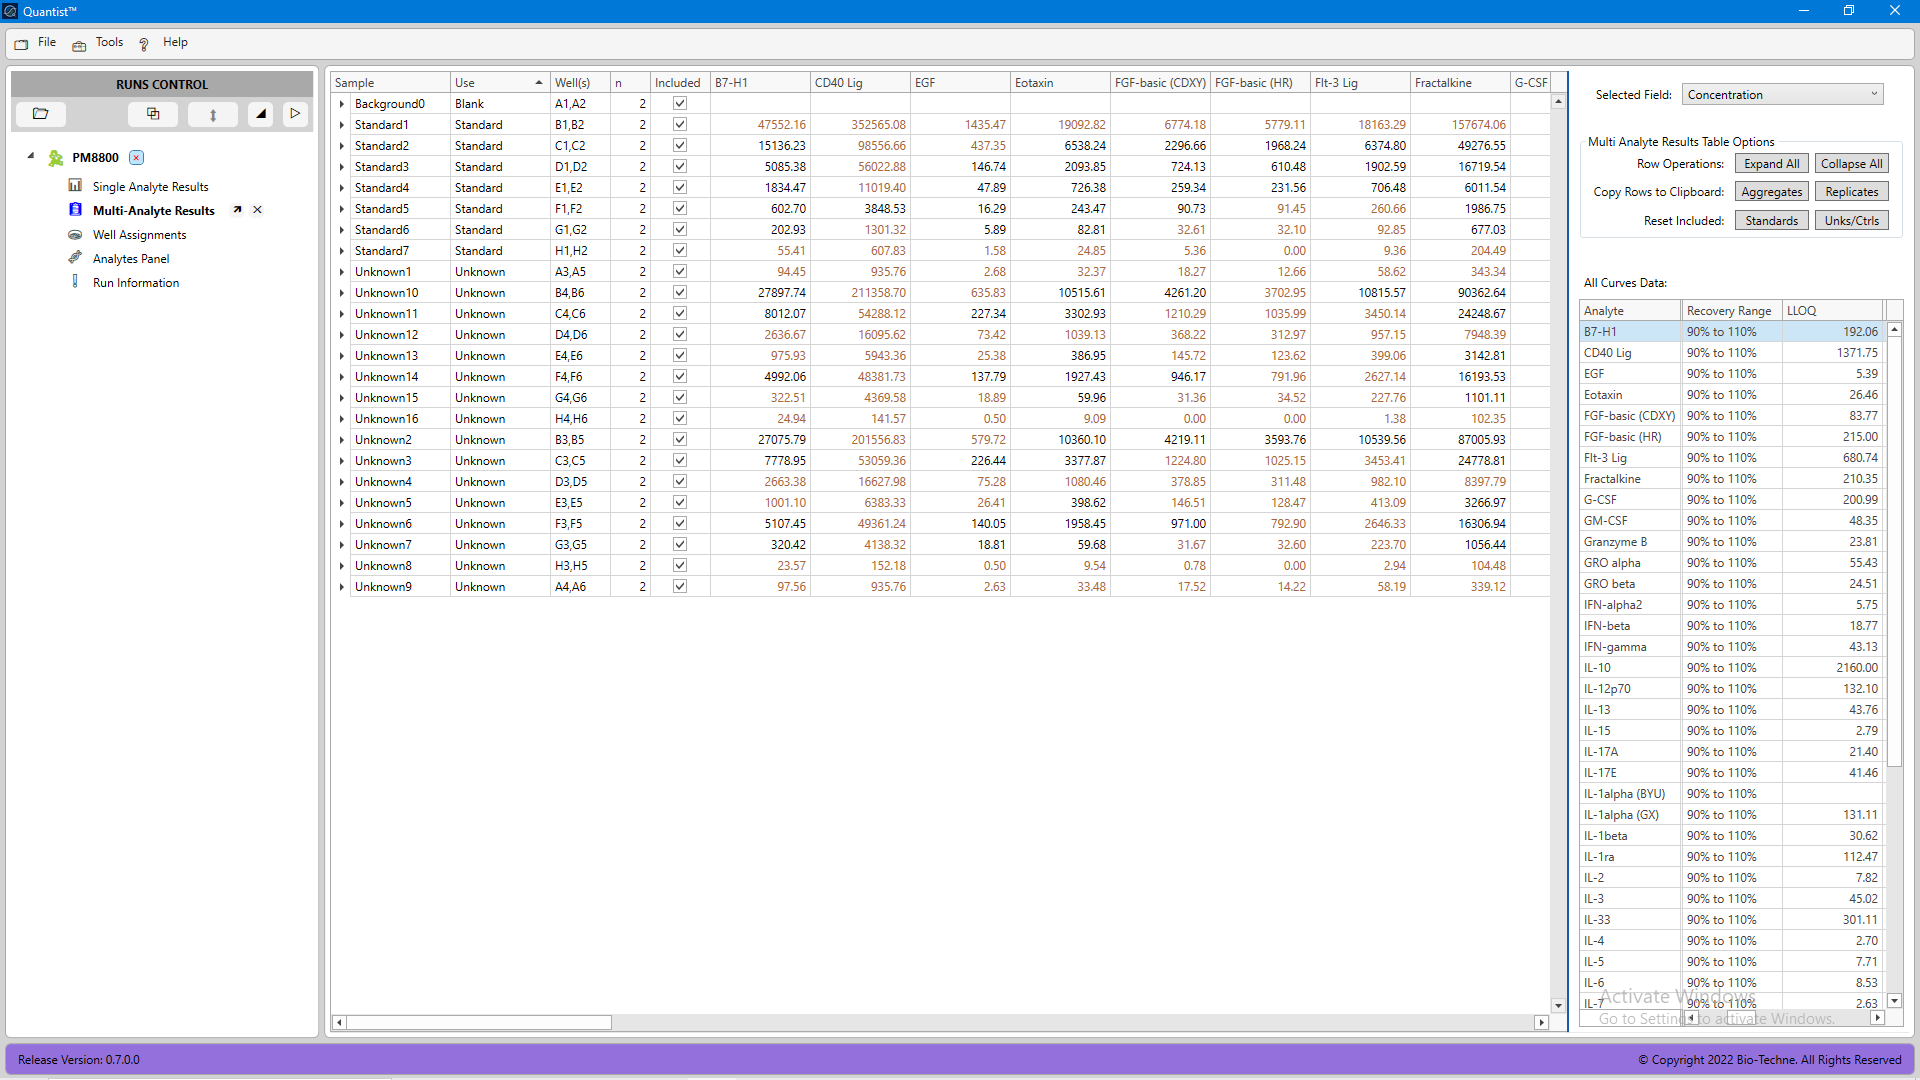 Quantist™
File Tools Help
RUNS CONTROL
PM8800
Single Analyte Results
Multi-Analyte Results
Well Assignments
Analytes Panel
Run Information
Sample Use Well(s) n Included B7-H1 CD40 Lig EGF Eotaxin FGF-basic (CDXY) FGF-basic (HR) Flt-3 Lig Fractalkine G-CSF
Background0 Blank A1,A2 2
Standard1 Standard B1,B2 2 47552.16 352565.08 1435.47 19092.82 6774.18 5779.11 18163.29 157674.06
Standard2 Standard C1,C2 2 15136.23 98556.66 437.35 6538.24 2296.66 1968.24 6374.80 49276.55
Standard3 Standard D1,D2 2 5085.38 56022.88 146.74 2093.85 724.13 610.48 1902.59 16719.54
Standard4 Standard E1,E2 2 1834.47 11019.40 47.89 726.38 259.34 231.56 706.48 6011.54
Standard5 Standard F1,F2 2 602.70 3848.53 16.29 243.47 90.73 91.45 260.66 1986.75
Standard6 Standard G1,G2 2 202.93 1301.32 5.89 82.81 32.61 32.10 92.85 677.03
Standard7 Standard H1,H2 2 55.41 607.83 1.58 24.85 5.36 0.00 9.36 204.49
Unknown1 Unknown A3,A5 2 94.45 935.76 2.68 32.37 18.27 12.66 58.62 343.34
Unknown10 Unknown B4,B6 2 27897.74 211358.70 635.83 10515.61 4261.20 3702.95 10815.57 90362.64
Unknown11 Unknown C4,C6 2 8012.07 54288.12 227.34 3302.93 1210.29 1035.99 3450.14 24248.67
Unknown12 Unknown D4,D6 2 2636.67 16095.62 73.42 1039.13 368.22 312.97 957.15 7948.39
Unknown13 Unknown E4,E6 2 975.93 5943.36 25.38 386.95 145.72 123.62 399.06 3142.81
Unknown14 Unknown F4,F6 2 4992.06 48381.73 137.79 1927.43 946.17 791.96 2627.14 16193.53
Unknown15 Unknown G4,G6 2 322.51 4369.58 18.89 59.96 31.36 34.52 227.76 1101.11
Unknown16 Unknown H4,H6 2 24.94 141.57 0.50 9.09 0.00 0.00 1.38 102.35
Unknown2 Unknown B3,B5 2 27075.79 201556.83 579.72 10360.10 4219.11 3593.76 10539.56 87005.93
Unknown3 Unknown C3,C5 2 7778.95 53059.36 226.44 3377.87 1224.80 1025.15 3453.41 24778.81
Unknown4 Unknown D3,D5 2 2663.38 16627.98 75.28 1080.46 378.85 311.48 982.10 8397.79
Unknown5 Unknown E3,E5 2 1001.10 6383.33 26.41 398.62 146.51 128.47 413.09 3266.97
Unknown6 Unknown F3,F5 2 5107.45 49361.24 140.05 1958.45 971.00 792.90 2646.33 16306.94
Unknown7 Unknown G3,G5 2 320.42 4138.32 18.81 59.68 31.67 32.60 223.70 1056.44
Unknown8 Unknown H3,H5 2 23.57 152.18 0.50 9.54 0.78 0.00 2.94 104.48
Unknown9 Unknown A4,A6 2 97.56 935.76 2.63 33.48 17.52 14.22 58.19 339.12
Selected Field: Concentration
Multi Analyte Results Table Options
Row Operations: Expand All Collapse All
Copy Rows to Clipboard: Aggregates Replicates
Reset Included: Standards Unks/Ctrls
All Curves Data:
Analyte Recovery Range LLOQ
B7-H1 90% to 110% 192.06
CD40 Lig 90% to 110% 1371.75
EGF 90% to 110% 5.39
Eotaxin 90% to 110% 26.46
FGF-basic (CDXY) 90% to 110% 83.77
FGF-basic (HR) 90% to 110% 215.00
Flt-3 Lig 90% to 110% 680.74
Fractalkine 90% to 110% 210.35
G-CSF 90% to 110% 200.99
GM-CSF 90% to 110% 48.35
Granzyme B 90% to 110% 23.81
GRO alpha 90% to 110% 55.43
GRO beta 90% to 110% 24.51
IFN-alpha2 90% to 110% 5.75
IFN-beta 90% to 110% 18.77
IFN-gamma 90% to 110% 43.13
IL-10 90% to 110% 2160.00
IL-12p70 90% to 110% 132.10
IL-13 90% to 110% 43.76
IL-15 90% to 110% 2.79
IL-17A 90% to 110% 21.40
IL-17E 90% to 110% 41.46
IL-1alpha (BYU) 90% to 110%
IL-1alpha (GX) 90% to 110% 131.11
IL-1beta 90% to 110% 30.62
IL-1ra 90% to 110% 112.47
IL-2 90% to 110% 7.82
IL-3 90% to 110% 45.02
IL-33 90% to 110% 301.11
IL-4 90% to 110% 2.70
IL-5 90% to 110% 7.71
IL-6 90% to 110% 8.53
IL-7 90% to 110% 2.63
Activate Windows
Go to Settings to activate Windows.
Release Version: 0.7.0.0
© Copyright 2022 Bio-Techne. All Rights Reserved